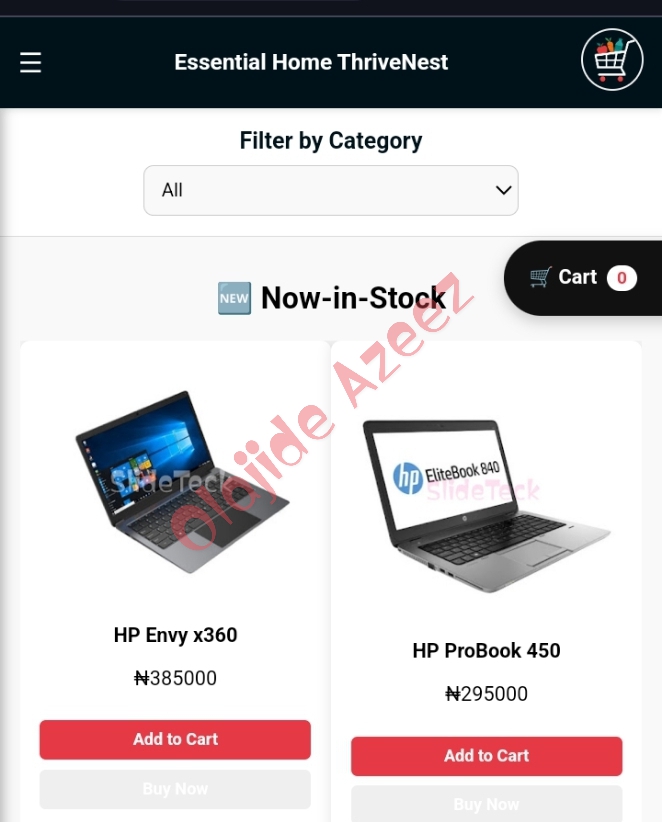 Essential Home ThriveNest
Filter by Category
All
🛒 Cart 0
🆕 Now-in-Stock
Olajide Azeez
SlideTeck
hp EliteBook 840
SlideTeck
HP Envy x360
₦385000
Add to Cart
Buy Now
HP ProBook 450
₦295000
Add to Cart
Buy Now